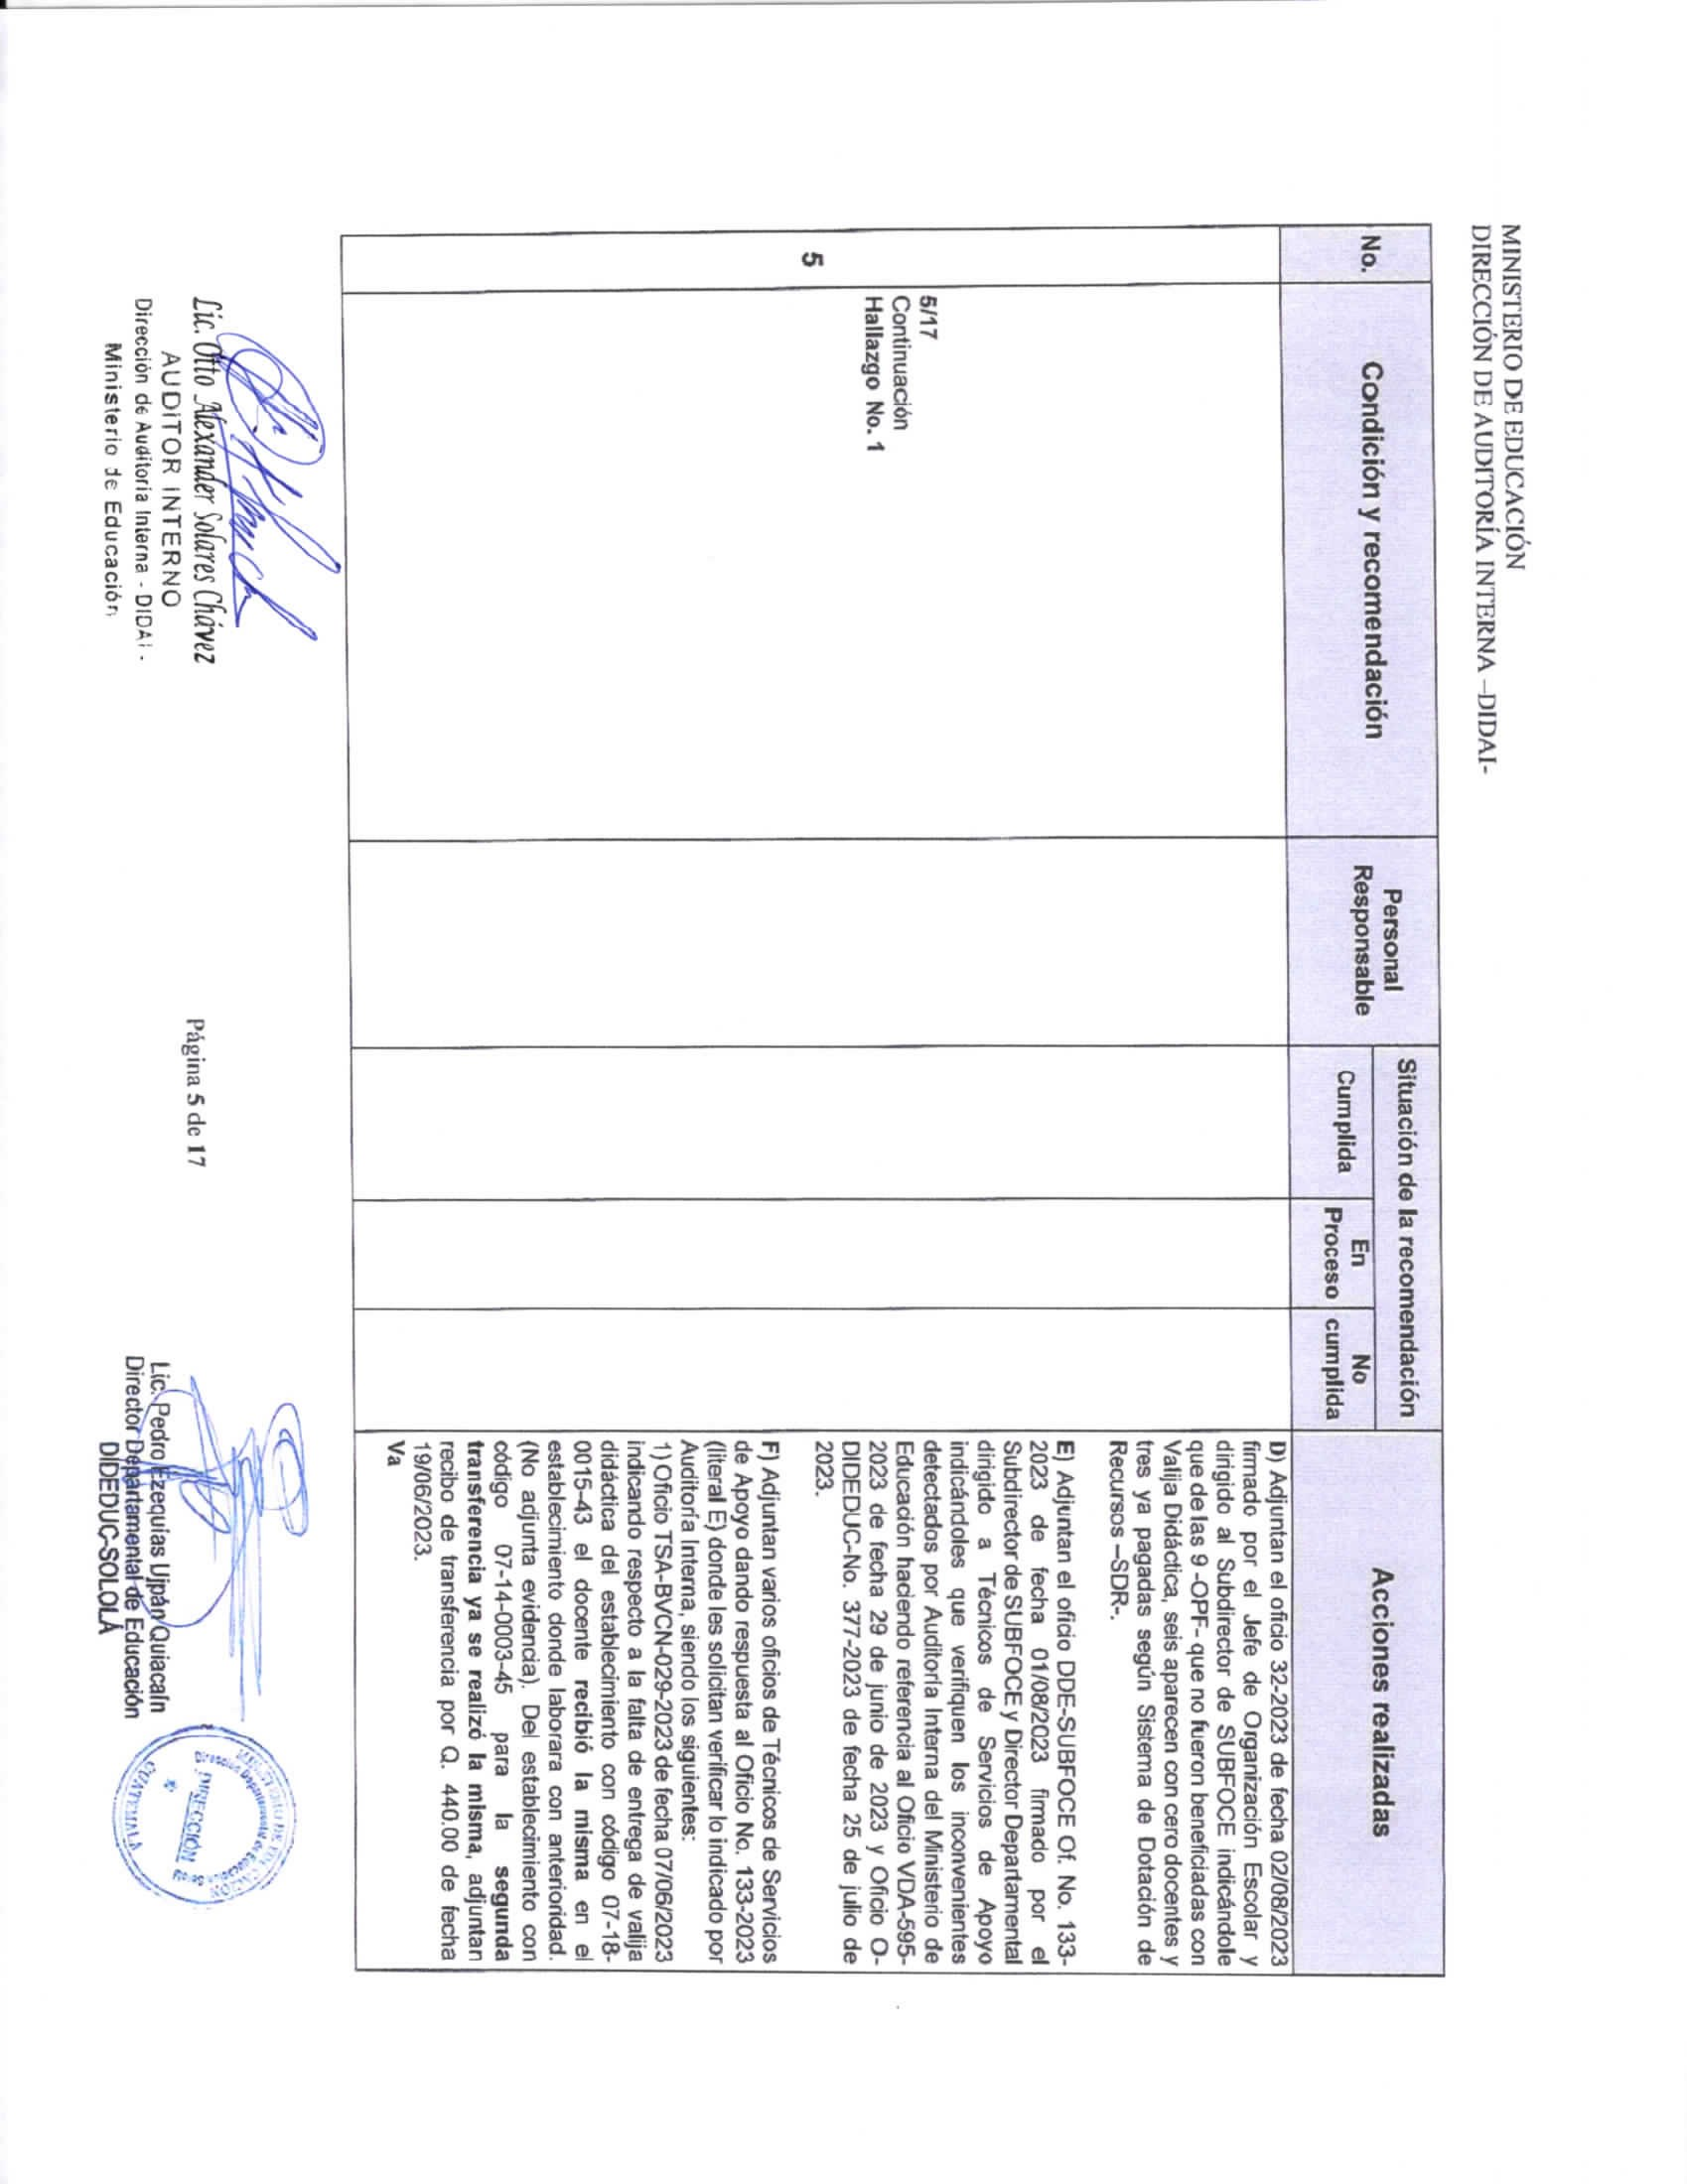 MINISTERIO DE EDUCACIÓN
DIRECCIÓN DE AUDITORÍA INTERNA –DIDAI-
No.
Condición y recomendación
Personal
Responsable
Situación de la recomendación
Cumplida
En
Proceso
No
cumplida
Acciones realizadas
5
5/17
Continuación
Hallazgo No. 1
D) Adjuntan el oficio 32-2023 de fecha 02/08/2023
firmado por el Jefe de Organización Escolar y
dirigido al Subdirector de SUBFOCE indicándole
que de las 9 -OPF- que no fueron beneficiadas con
Valija Didáctica, seis aparecen con cero docentes y
tres ya pagadas según Sistema de Dotación de
Recursos –SDR-.
E) Adjuntan el oficio DDE-SUBFOCE Of. No. 133-
2023 de fecha 01/08/2023 firmado por el
Subdirector de SUBFOCE y Director Departamental
dirigido a Técnicos de Servicios de Apoyo
indicándoles que verifiquen los inconvenientes
detectados por Auditoría Interna del Ministerio de
Educación haciendo referencia al Oficio VDA-595-
2023 de fecha 29 de junio de 2023 y Oficio O-
DIDEDUC-No. 377-2023 de fecha 25 de julio de
2023.
F) Adjuntan varios oficios de Técnicos de Servicios
de Apoyo dando respuesta al Oficio No. 133-2023
(literal E) donde les solicitan verificar lo indicado por
Auditoría Interna, siendo los siguientes:
1) Oficio TSA-BVCN-029-2023 de fecha 07/06/2023
indicando respecto a la falta de entrega de valija
didáctica del establecimiento con código 07-18-
0015-43 el docente recibió la misma en el
establecimiento donde laborara con anterioridad.
(No adjunta evidencia). Del establecimiento con
código 07-14-0003-45 para la segunda
transferencia ya se realizó la misma, adjuntan
recibo de transferencia por Q. 440.00 de fecha
19/06/2023.
Va
Lic. Otto Alexander Solares Chávez
AUDITOR INTERNO
Dirección de Auditoria Interna - DIDAI -
Ministerio de Educación
Página 5 de 17
Lic. Pedro Ezequias Ujpán Quiacaín
Director Departamental de Educación
DIDEDUC-SOLOLÁ
MINISTERIO DE EDUCACIÓN
DIRECCIÓN
GUATEMALA